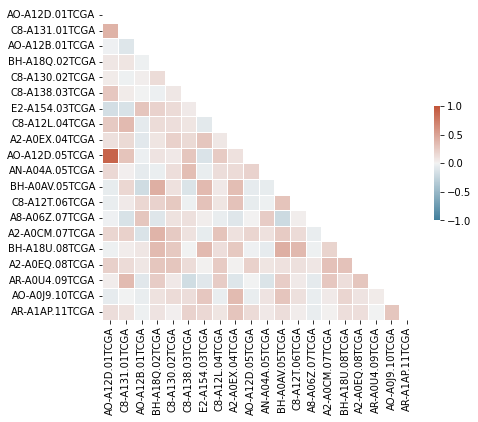 AO-A12D.01TCGA
C8-A131.01TCGA
AO-A12B.01TCGA
BH-A18Q.02TCGA
C8-A130.02TCGA
C8-A138.03TCGA
E2-A154.03TCGA
C8-A12L.04TCGA
A2-A0EX.04TCGA
AO-A12D.05TCGA
AN-A04A.05TCGA
BH-A0AV.05TCGA
C8-A12T.06TCGA
A8-A06Z.07TCGA
A2-A0CM.07TCGA
BH-A18U.08TCGA
A2-A0EQ.08TCGA
AR-A0U4.09TCGA
AO-A0J9.10TCGA
AR-A1AP.11TCGA
AO-A12D.01TCGA
C8-A131.01TCGA
AO-A12B.01TCGA
BH-A18Q.02TCGA
C8-A130.02TCGA
C8-A138.03TCGA
E2-A154.03TCGA
C8-A12L.04TCGA
A2-A0EX.04TCGA
AO-A12D.05TCGA
AN-A04A.05TCGA
BH-A0AV.05TCGA
C8-A12T.06TCGA
A8-A06Z.07TCGA
A2-A0CM.07TCGA
BH-A18U.08TCGA
A2-A0EQ.08TCGA
AR-A0U4.09TCGA
AO-A0J9.10TCGA
AR-A1AP.11TCGA
1.0
0.5
0.0
−0.5
−1.0